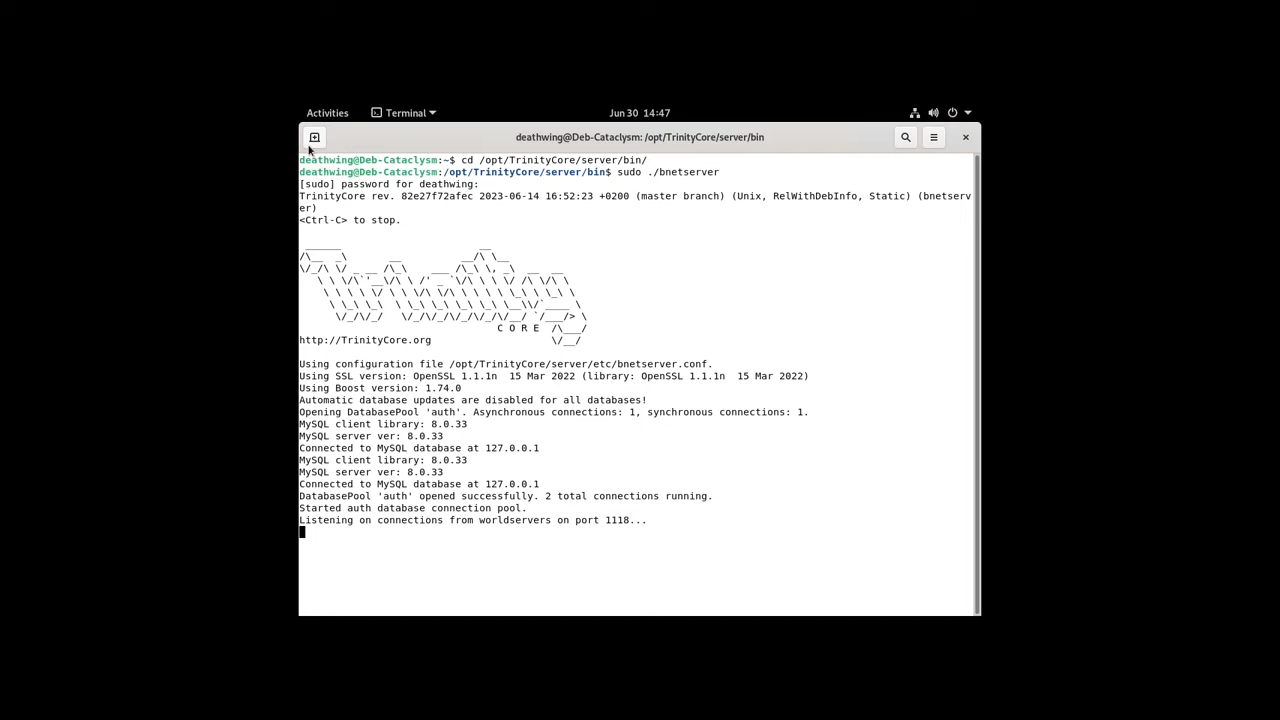 Activities Terminal Jun 30 14:47
deathwing@Deb-Cataclysm: /opt/TrinityCore/server/bin
deathwing@Deb-Cataclysm:~$ cd /opt/TrinityCore/server/bin/
deathwing@Deb-Cataclysm:/opt/TrinityCore/server/bin$ sudo ./bnetserver
[sudo] password for deathwing:
TrinityCore rev. 82e27f72afec 2023-06-14 16:52:23 +0200 (master branch) (Unix, RelWithDebInfo, Static) (bnetserv
er)
<Ctrl-C> to stop.
Trinity
C O R E
http://TrinityCore.org
Using configuration file /opt/TrinityCore/server/etc/bnetserver.conf.
Using SSL version: OpenSSL 1.1.1n  15 Mar 2022 (library: OpenSSL 1.1.1n  15 Mar 2022)
Using Boost version: 1.74.0
Automatic database updates are disabled for all databases!
Opening DatabasePool 'auth'. Asynchronous connections: 1, synchronous connections: 1.
MySQL client library: 8.0.33
MySQL server ver: 8.0.33
Connected to MySQL database at 127.0.0.1
MySQL client library: 8.0.33
MySQL server ver: 8.0.33
Connected to MySQL database at 127.0.0.1
DatabasePool 'auth' opened successfully. 2 total connections running.
Started auth database connection pool.
Listening on connections from worldservers on port 1118...